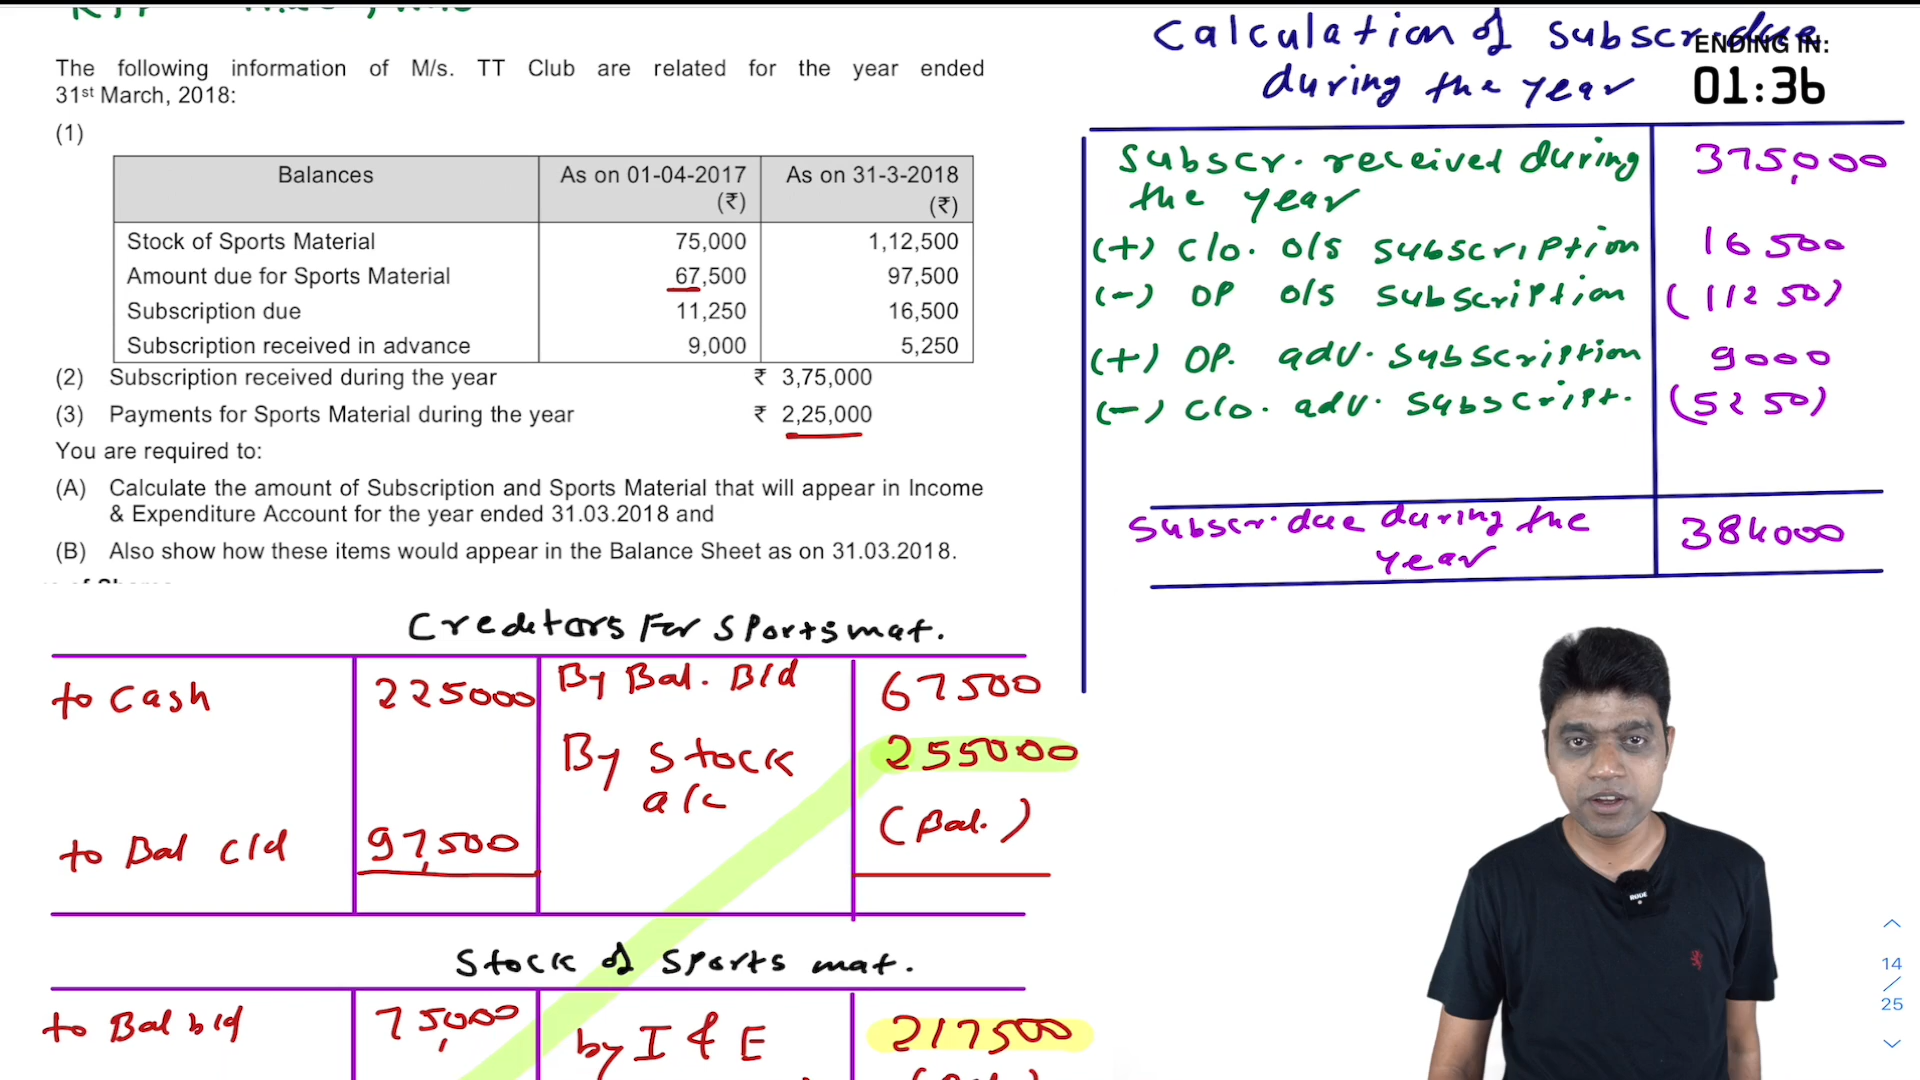 The following information of M/s. TT Club are related for the year ended
31st March, 2018:
(1)
Balances As on 01-04-2017 (₹) As on 31-3-2018 (₹)
Stock of Sports Material 75,000 1,12,500
Amount due for Sports Material 67,500 97,500
Subscription due 11,250 16,500
Subscription received in advance 9,000 5,250
(2) Subscription received during the year ₹ 3,75,000
(3) Payments for Sports Material during the year ₹ 2,25,000
You are required to:
(A) Calculate the amount of Subscription and Sports Material that will appear in Income
& Expenditure Account for the year ended 31.03.2018 and
(B) Also show how these items would appear in the Balance Sheet as on 31.03.2018.
Calculation of Subscr. due
during the year
ENDING IN:
01:36
Subscr. received during 375,000
the year
(+) Clo. O/S Subscription 16500
(-) OP O/S Subscription (11250)
(+) OP. adv. Subscription 9000
(-) Clo. adv. Subscript. (5250)
Subscr. due during the 384000
year
Creditors For Sports mat.
to Cash 225000 By Bal. B/d 67500
By Stock 255000
a/c (Bal.)
to Bal C/d 97,500
Stock of Sports mat.
to Bal b/d 75,000 by I & E 217500
RODE
14
/
25